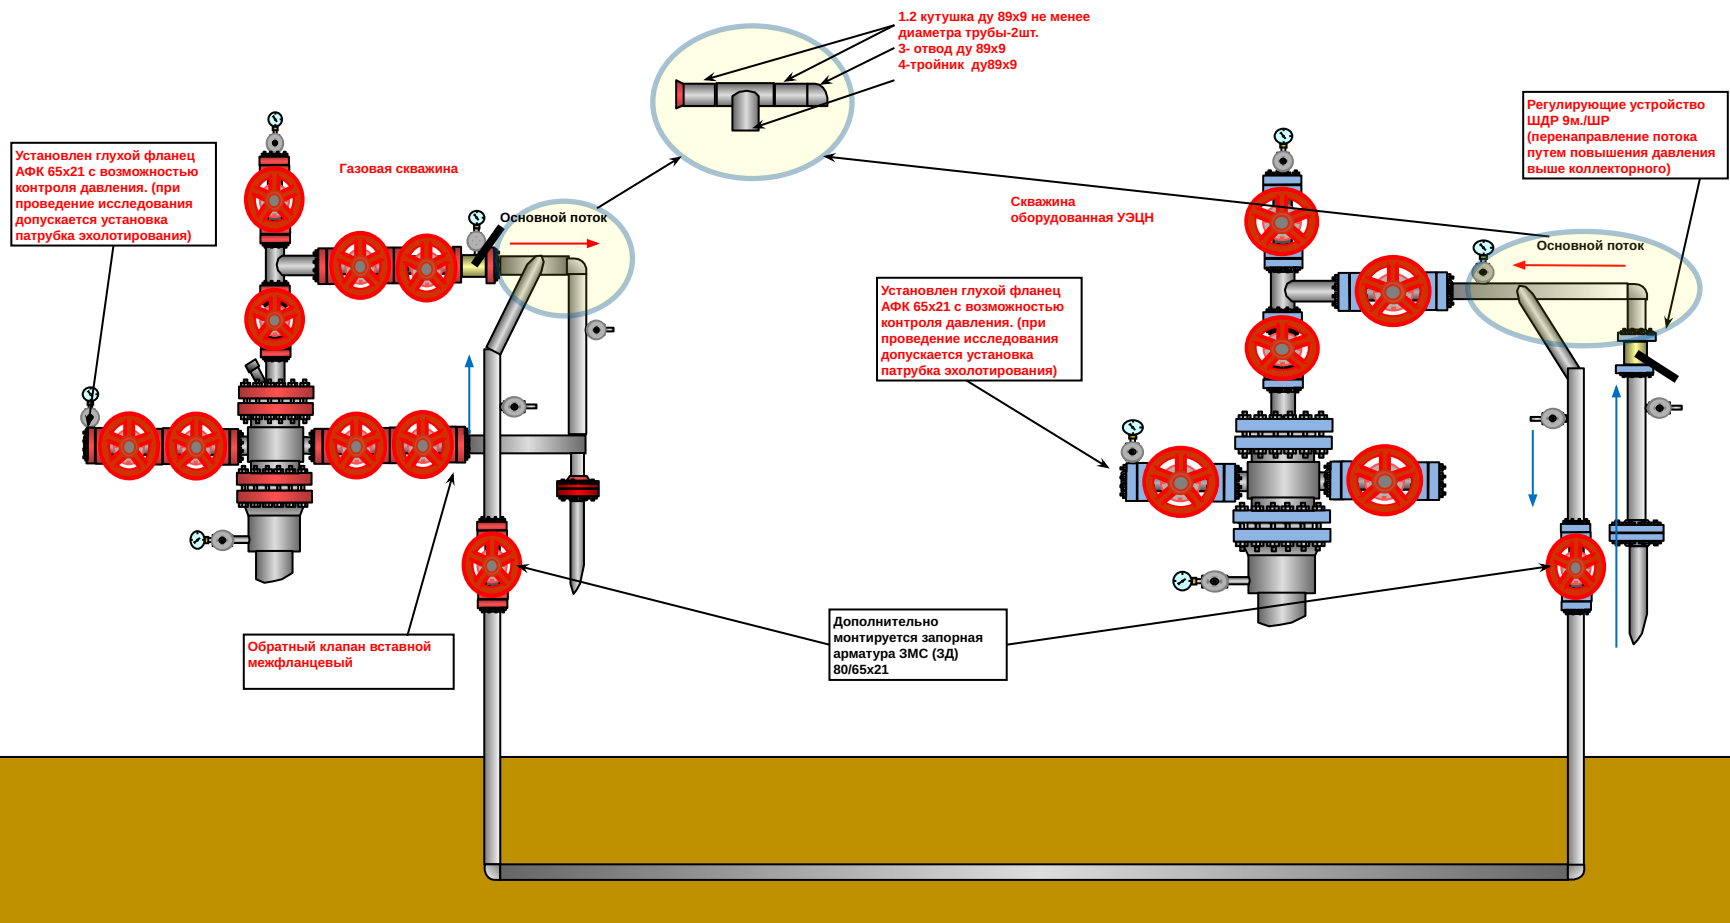 1.2 кутушка ду 89х9 не менее
диаметра трубы-2шт.
3- отвод ду 89х9
4-тройник ду89х9
Установлен глухой фланец
АФК 65х21 с возможностью
контроля давления. (при
проведение исследования
допускается установка
патрубка эхолотирования)
Газовая скважина
Основной поток
Скважина
оборудованная УЭЦН
Регулирующие устройство
ШДР 9м./ШР
(перенаправление потока
путем повышения давления
выше коллекторного)
Основной поток
Установлен глухой фланец
АФК 65х21 с возможностью
контроля давления. (при
проведение исследования
допускается установка
патрубка эхолотирования)
Обратный клапан вставной
межфланцевый
Дополнительно
монтируется запорная
арматура ЗМС (ЗД)
80/65х21